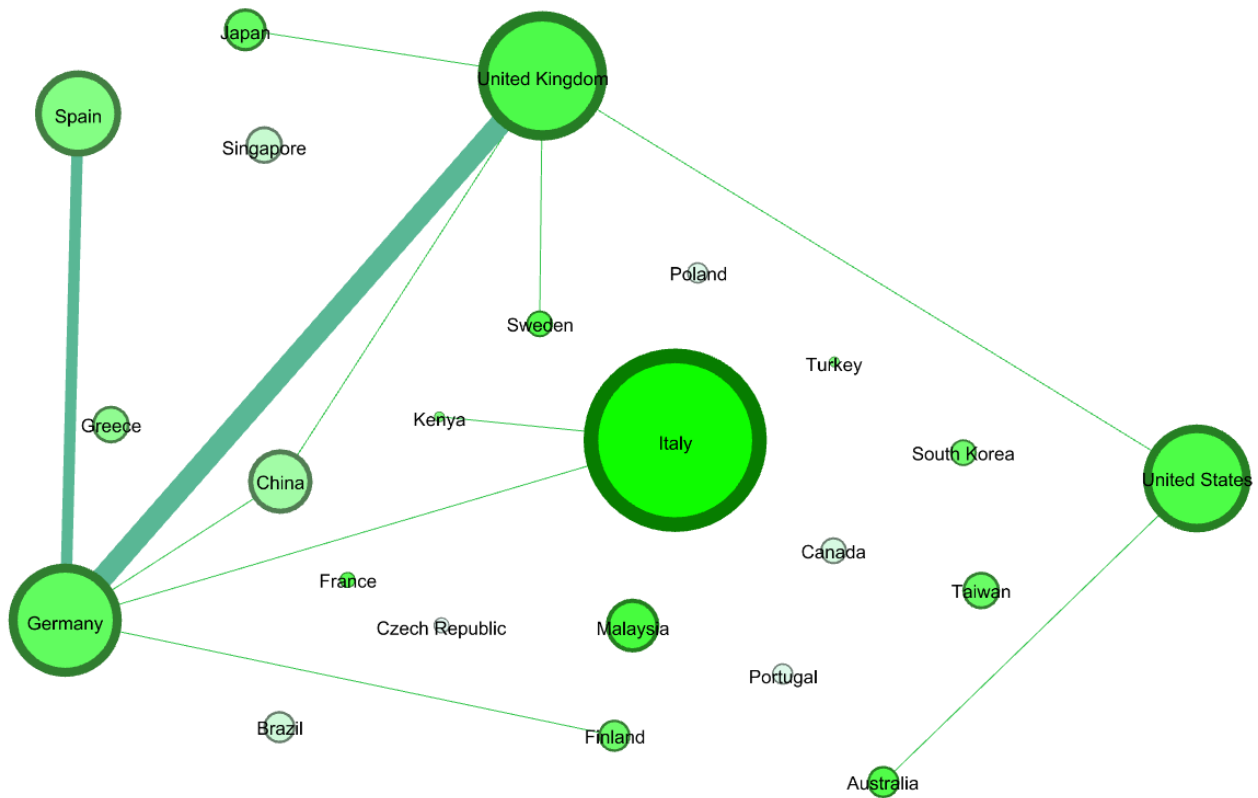 Japan
United Kingdom
Spain
Singapore
Poland
Sweden
Turkey
Kenya
Greece
Italy
South Korea
China
United States
Canada
France
Taiwan
Germany
Czech Republic
Malaysia
Portugal
Brazil
Finland
Australia